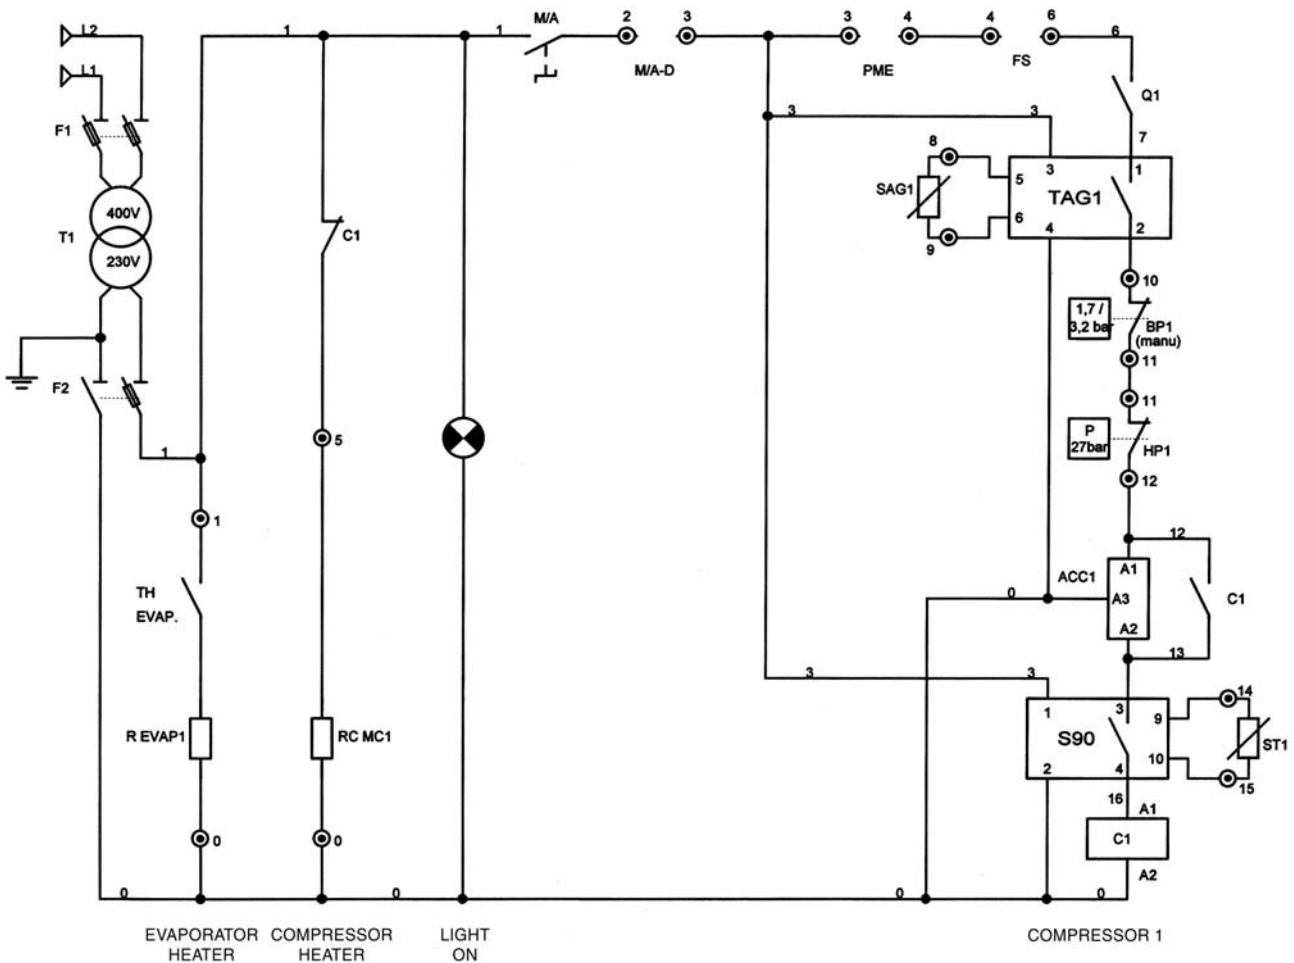 L2
1
1
M/A
2
3
3
4
4
6
6
M/A-D
PME
FS
L1
Q1
F1
3
3
7
8
3
1
5
SAG1
TAG1
6
9
4
2
400V
T1
C1
230V
10
1,7 /
3,2 bar
BP1
(manu)
11
F2
11
P
27bar
HP1
5
1
12
1
12
A1
ACC1
TH
0
A3
C1
EVAP.
A2
13
3
3
14
1
3
9
R EVAP1
RC MC1
S90
ST1
10
2
4
15
16
A1
0
0
C1
A2
0
0
0
0
EVAPORATOR HEATER
COMPRESSOR HEATER
LIGHT ON
COMPRESSOR 1